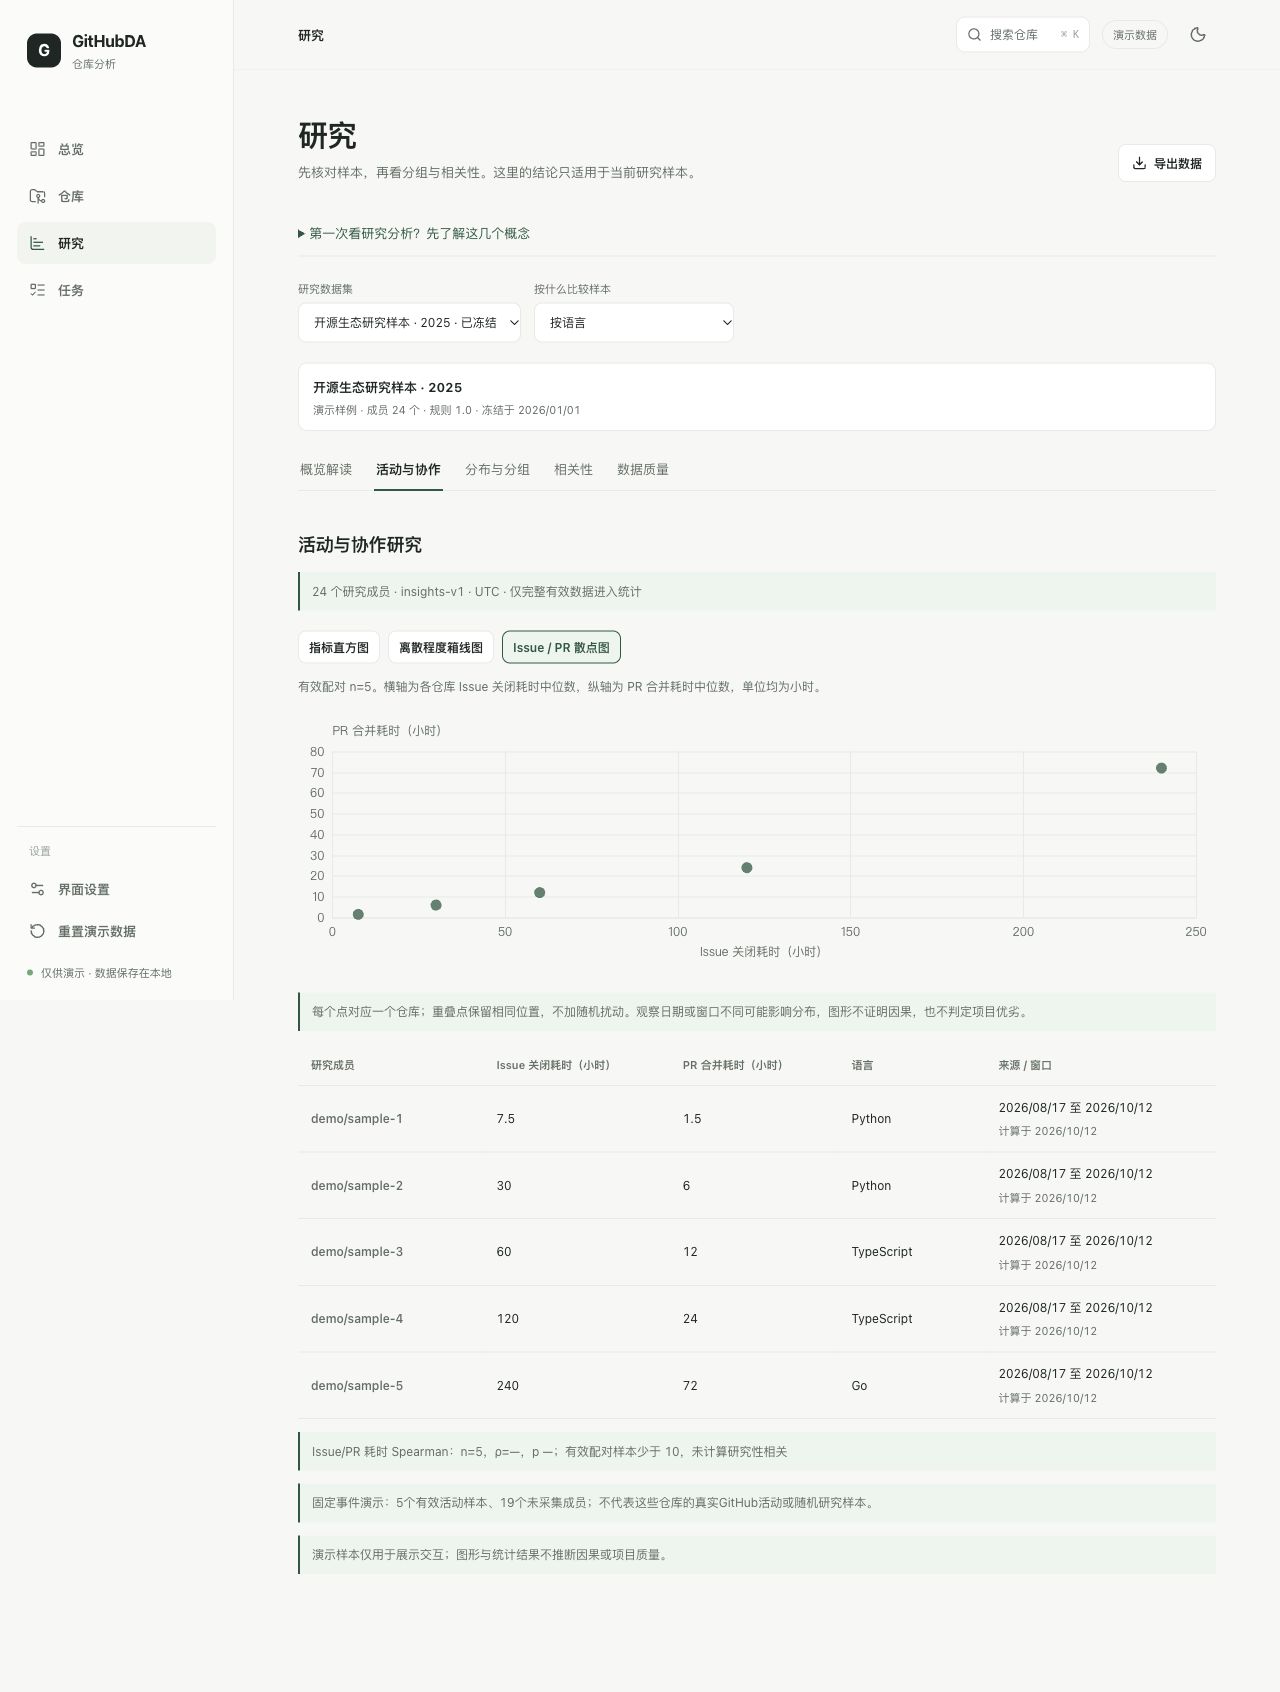 G
GitHubDA
仓库分析
总览
仓库
研究
任务
设置
界面设置
重置演示数据
仅供演示 · 数据保存在本地
研究
搜索仓库
⌘ K
演示数据
研究
先核对样本，再看分组与相关性。这里的结论只适用于当前研究样本。
导出数据
第一次看研究分析？先了解这几个概念
研究数据集
按什么比较样本
开源生态研究样本 · 2025 · 已冻结
按语言
开源生态研究样本 · 2025
演示样例 · 成员 24 个 · 规则 1.0 · 冻结于 2026/01/01
概览解读 活动与协作 分布与分组 相关性 数据质量
活动与协作研究
24 个研究成员 · insights-v1 · UTC · 仅完整有效数据进入统计
指标直方图 离散程度箱线图 Issue / PR 散点图
有效配对 n=5。横轴为各仓库 Issue 关闭耗时中位数，纵轴为 PR 合并耗时中位数，单位均为小时。
PR 合并耗时（小时）
80
70
60
50
40
30
20
10
0
0 50 100 150 200 250
Issue 关闭耗时（小时）
每个点对应一个仓库；重叠点保留相同位置，不加随机扰动。观察日期或窗口不同可能影响分布，图形不证明因果，也不判定项目优劣。
研究成员 Issue 关闭耗时（小时） PR 合并耗时（小时） 语言 来源 / 窗口
demo/sample-1 7.5 1.5 Python 2026/08/17 至 2026/10/12
计算于 2026/10/12
demo/sample-2 30 6 Python 2026/08/17 至 2026/10/12
计算于 2026/10/12
demo/sample-3 60 12 TypeScript 2026/08/17 至 2026/10/12
计算于 2026/10/12
demo/sample-4 120 24 TypeScript 2026/08/17 至 2026/10/12
计算于 2026/10/12
demo/sample-5 240 72 Go 2026/08/17 至 2026/10/12
计算于 2026/10/12
Issue/PR 耗时 Spearman：n=5，ρ=—，p —；有效配对样本少于 10，未计算研究性相关
固定事件演示：5个有效活动样本、19个未采集成员；不代表这些仓库的真实GitHub活动或随机研究样本。
演示样本仅用于展示交互；图形与统计结果不推断因果或项目质量。